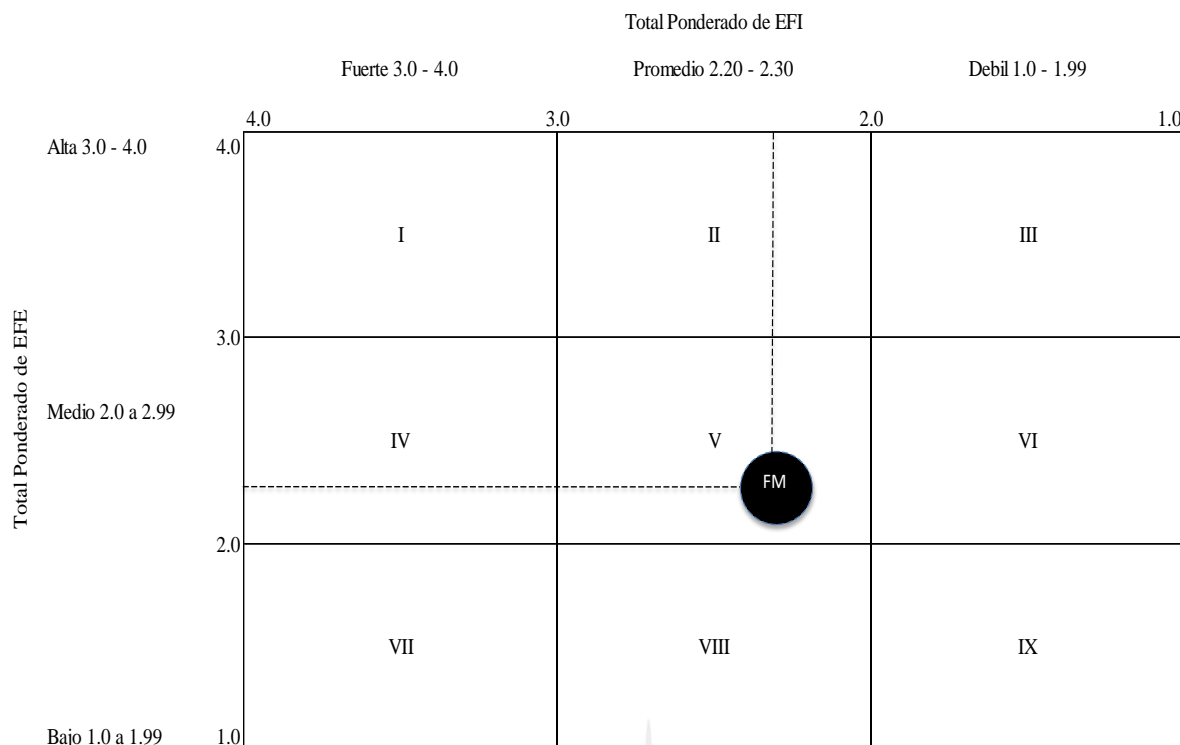 Total Ponderado de EFI
Fuerte 3.0 - 4.0 Promedio 2.20 - 2.30 Debil 1.0 - 1.99
4.0 3.0 2.0 1.0
Alta 3.0 - 4.0 4.0
I II III
3.0
Total Ponderado de EFE
Medio 2.0 a 2.99
IV V VI
FM
2.0
VII VIII IX
Bajo 1.0 a 1.99 1.0